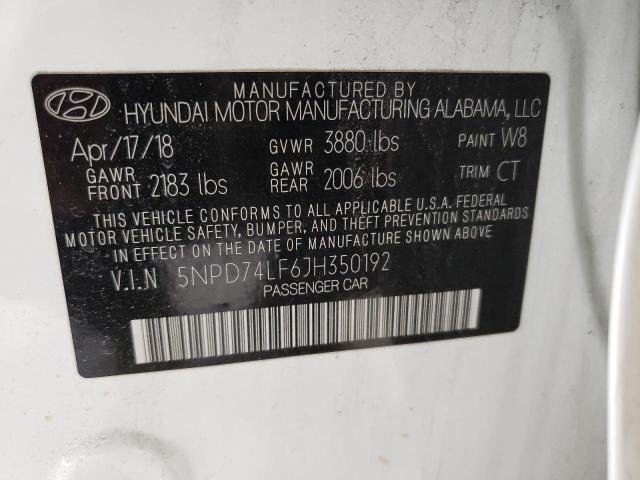 MANUFACTURED BY
HYUNDAI MOTOR MANUFACTURING ALABAMA, LLC
Apr/17/18 GVWR 3880 lbs PAINT W8
GAWR FRONT 2183 lbs GAWR REAR 2006 lbs TRIM CT
THIS VEHICLE CONFORMS TO ALL APPLICABLE U.S.A. FEDERAL
MOTOR VEHICLE SAFETY, BUMPER, AND THEFT PREVENTION STANDARDS
IN EFFECT ON THE DATE OF MANUFACTURE SHOWN ABOVE.
V.I.N 5NPD74LF6JH350192
PASSENGER CAR